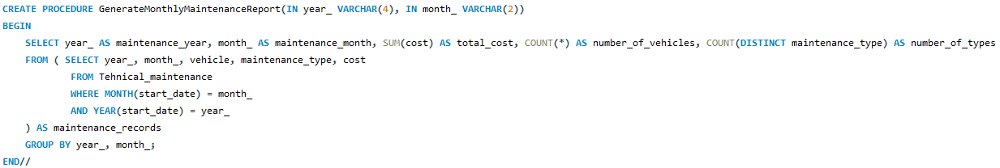 CREATE PROCEDURE GenerateMonthlyMaintenanceReport(IN year_ VARCHAR(4), IN month_ VARCHAR(2))
BEGIN
    SELECT year_ AS maintenance_year, month_ AS maintenance_month, SUM(cost) AS total_cost, COUNT(*) AS number_of_vehicles, COUNT(DISTINCT maintenance_type) AS number_of_types
    FROM ( SELECT year_, month_, vehicle, maintenance_type, cost
            FROM Tehnical_maintenance
            WHERE MONTH(start_date) = month_
            AND YEAR(start_date) = year_
    ) AS maintenance_records
    GROUP BY year_, month_;
END//